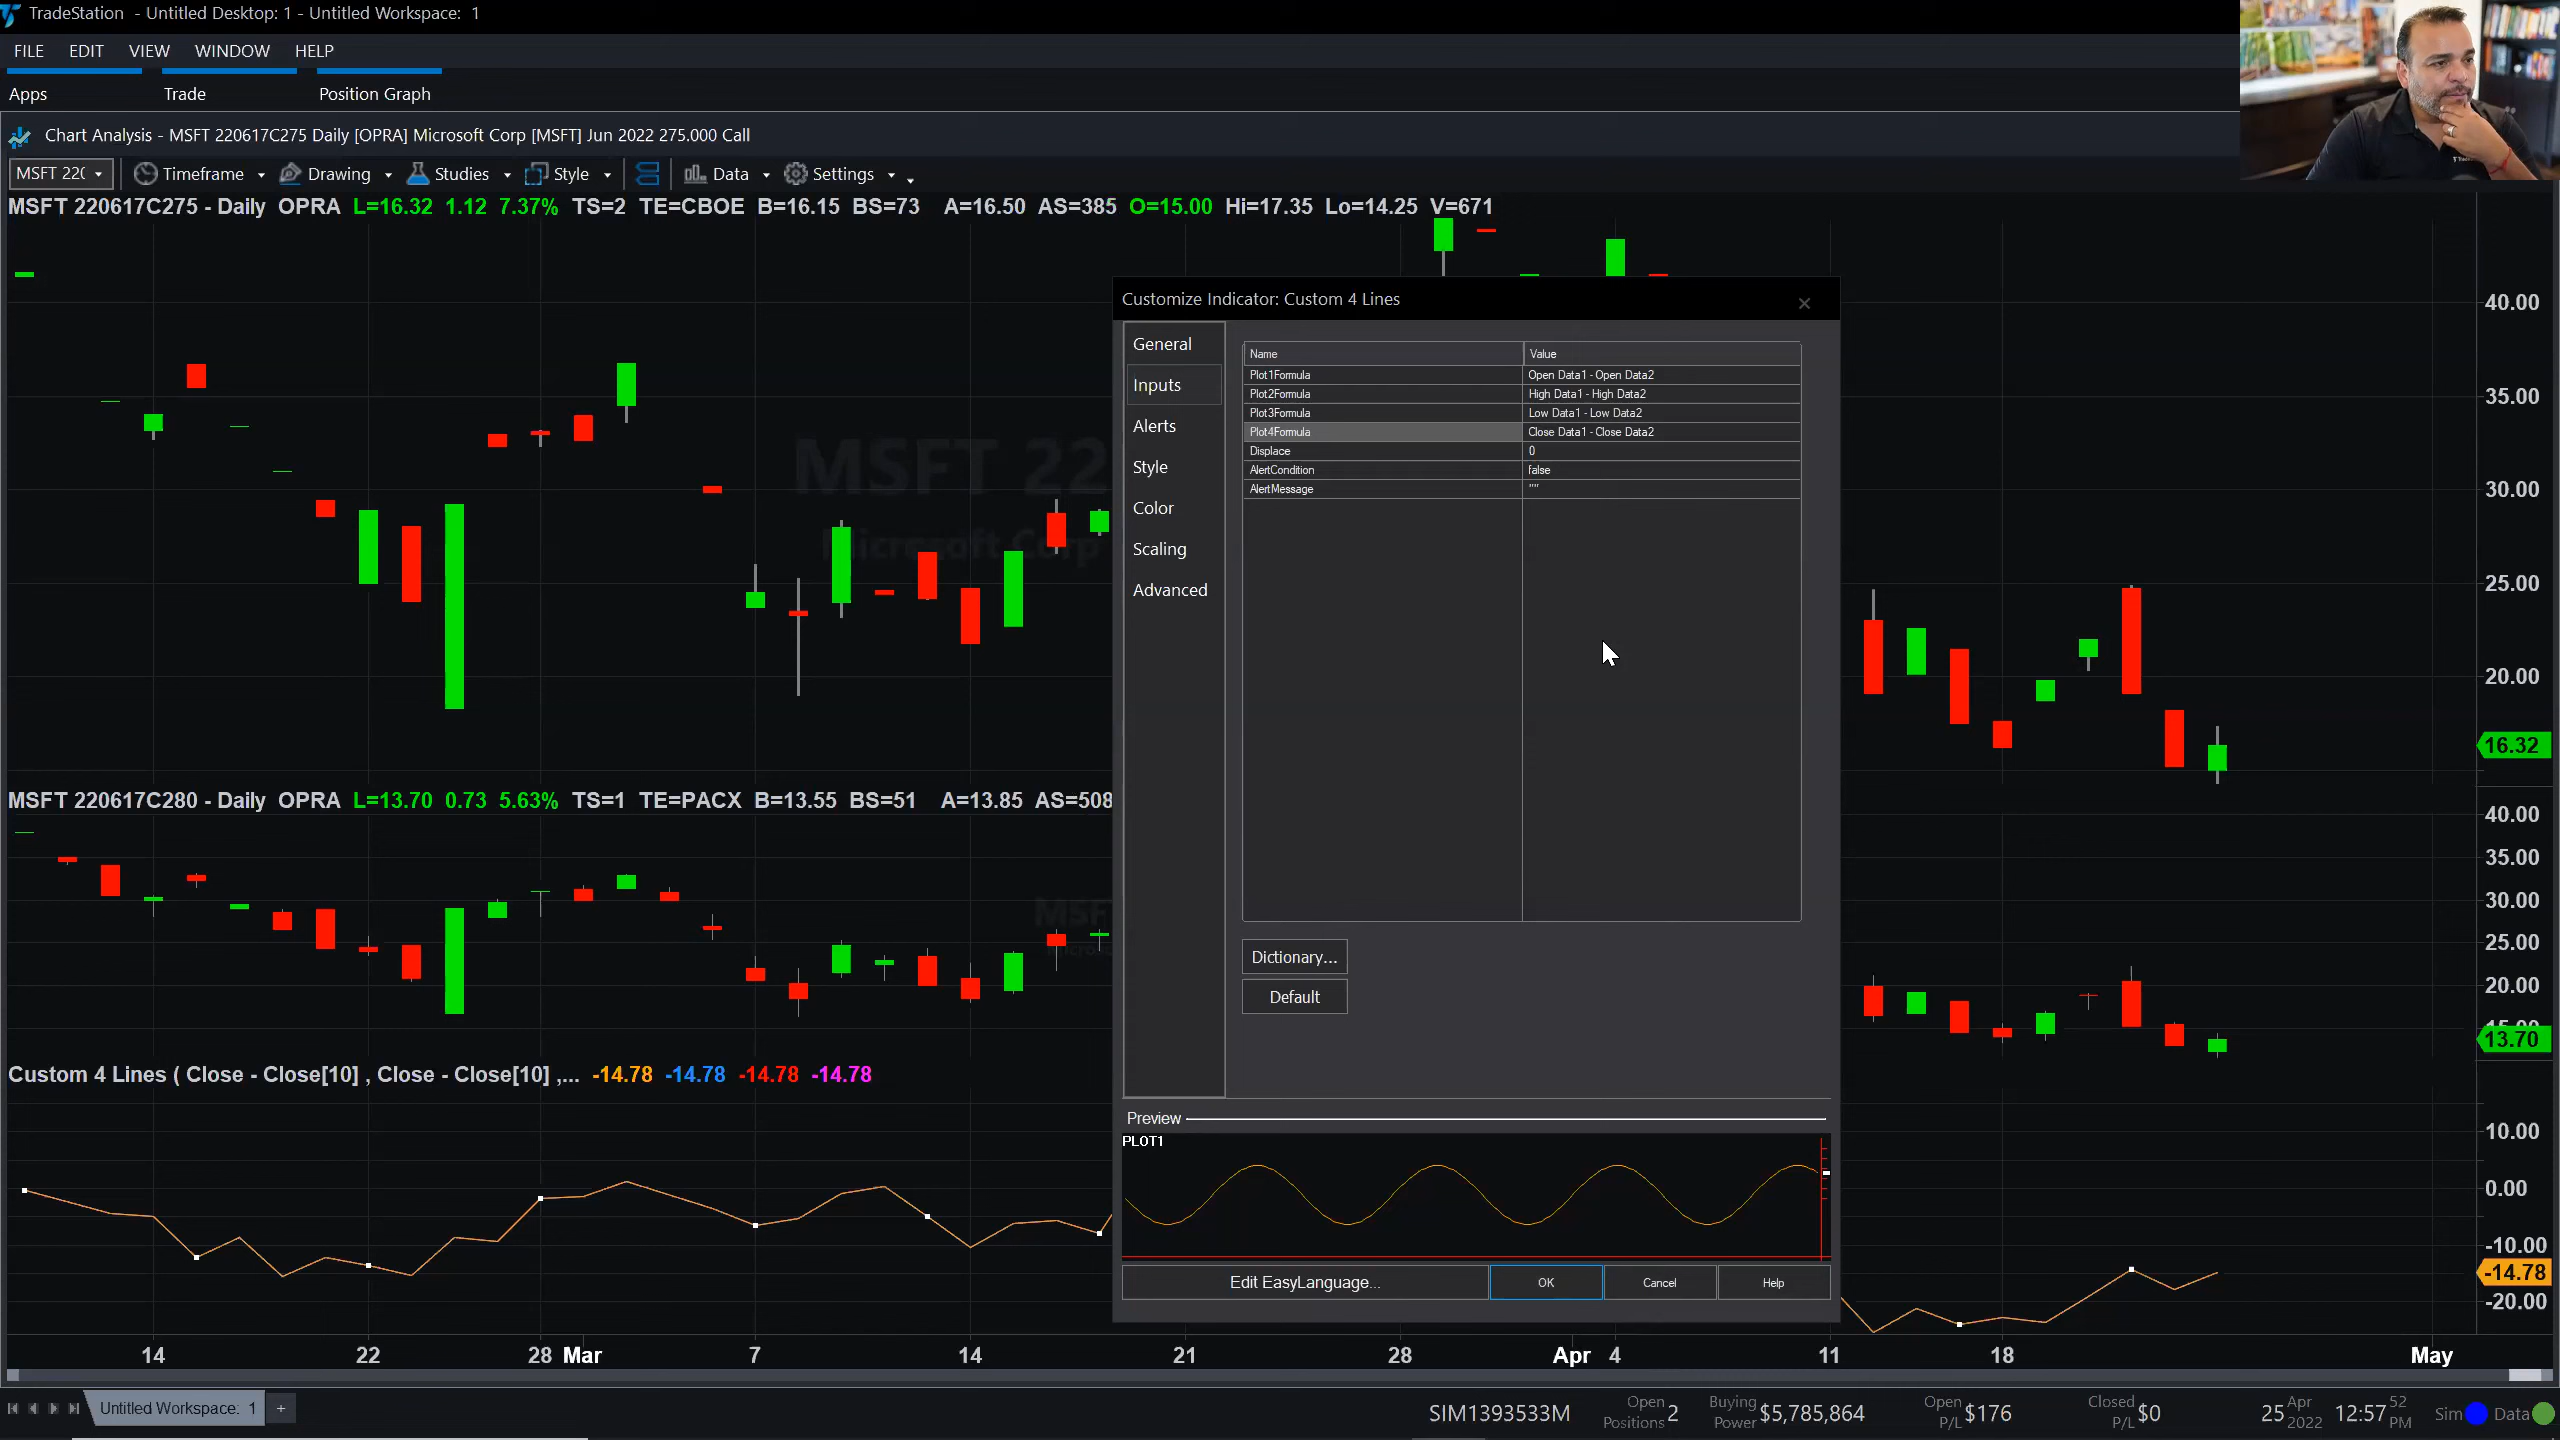 TradeStation - Untitled Desktop: 1 - Untitled Workspace: 1
FILE EDIT VIEW WINDOW HELP
Apps Trade Position Graph
Chart Analysis - MSFT 220617C275 Daily [OPRA] Microsoft Corp [MSFT] Jun 2022 275.000 Call
MSFT 22( Timeframe Drawing Studies Style Data Settings
MSFT 220617C275 - Daily OPRA L=16.32 1.12 7.37% TS=2 TE=CBOE B=16.15 BS=73 A=16.50 AS=385 O=15.00 Hi=17.35 Lo=14.25 V=671
MSFT 22
Microsoft Corp
40.00
35.00
30.00
25.00
20.00
16.32
Customize Indicator: Custom 4 Lines
General
Inputs
Alerts
Style
Color
Scaling
Advanced
Name Value
Plot1Formula Open Data1 - Open Data2
Plot2Formula High Data1 - High Data2
Plot3Formula Low Data1 - Low Data2
Plot4Formula Close Data1 - Close Data2
Displace 0
AlertCondition false
AlertMessage ""
Dictionary...
Default
Preview
PLOT1
Edit EasyLanguage... OK Cancel Help
MSFT 220617C280 - Daily OPRA L=13.70 0.73 5.63% TS=1 TE=PACX B=13.55 BS=51 A=13.85 AS=508
MSF
40.00
35.00
30.00
25.00
20.00
15.00
13.70
Custom 4 Lines ( Close - Close[10] , Close - Close[10] ,... -14.78 -14.78 -14.78 -14.78
10.00
0.00
-10.00
-14.78
-20.00
14 22 28 Mar 7 14 21 28 Apr 4 11 18 May
Untitled Workspace: 1 +
SIM1393533M Open Positions 2 Buying Power $5,785,864 Open P/L $176 Closed P/L $0 25 Apr 2022 12:57 52 PM Sim Data